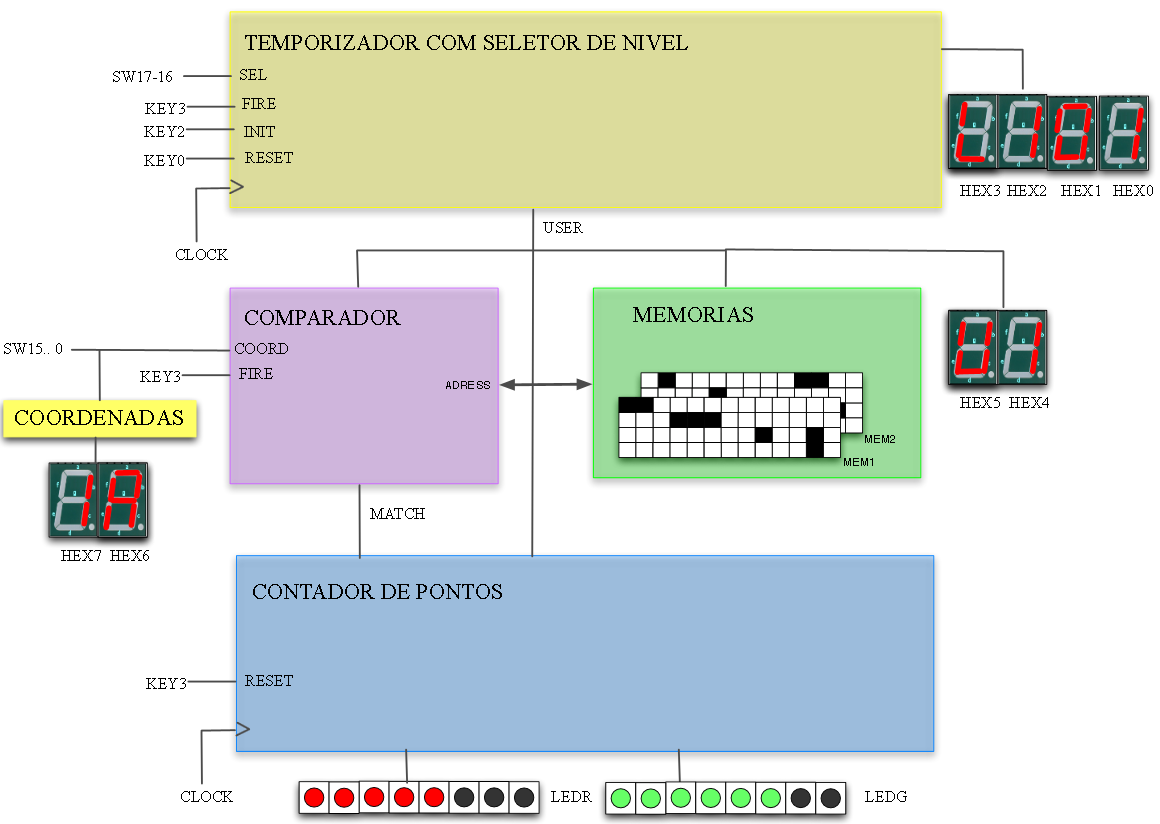 TEMPORIZADOR COM SELETOR DE NIVEL
SW17-16
SEL
KEY3
FIRE
KEY2
INIT
KEY0
RESET
CLOCK
HEX3 HEX2 HEX1 HEX0
USER
COMPARADOR
SW15.. 0
COORD
KEY3
FIRE
ADRESS
MEMORIAS
MEM2
MEM1
HEX5 HEX4
COORDENADAS
HEX7 HEX6
MATCH
CONTADOR DE PONTOS
KEY3
RESET
CLOCK
LEDR
LEDG